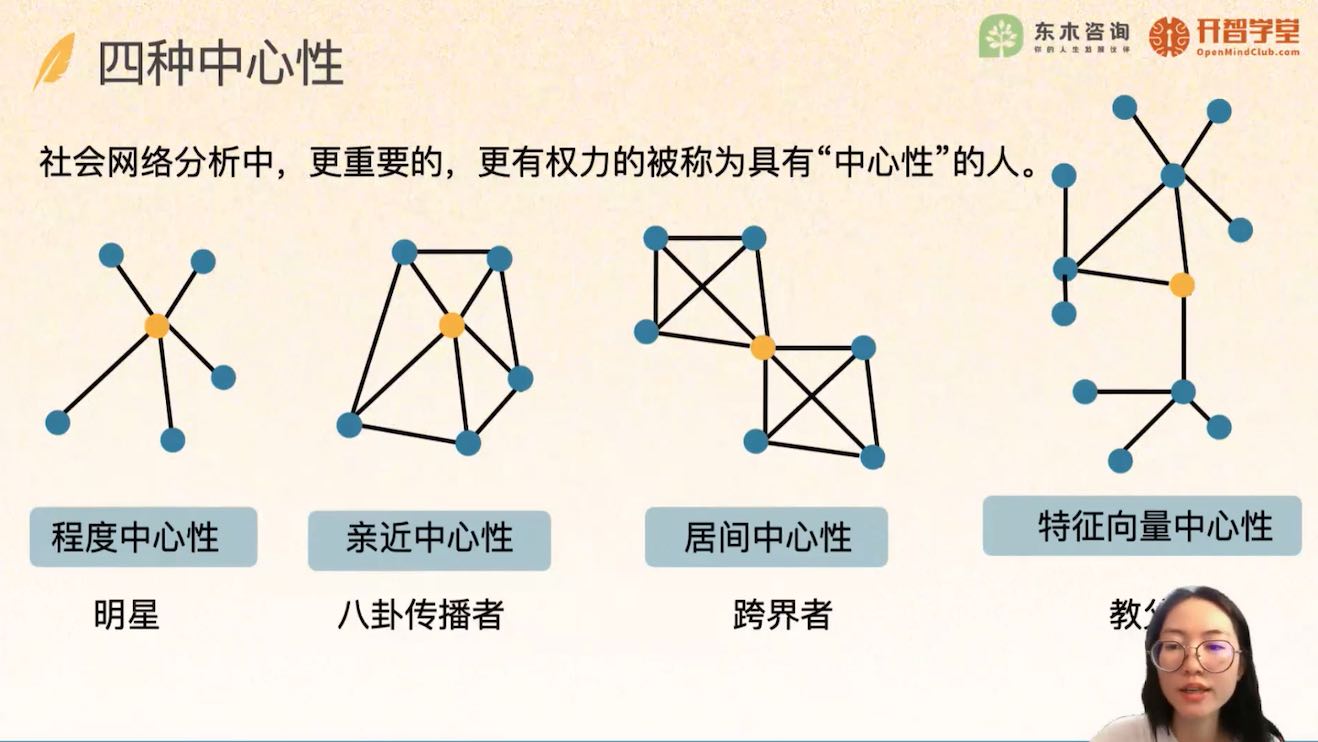 四种中心性
东木咨询
你的人生发展伙伴
开智学堂
OpenMindClub.com
社会网络分析中，更重要的，更有权力的被称为具有“中心性”的人。
程度中心性
亲近中心性
居间中心性
特征向量中心性
明星
八卦传播者
跨界者
教父